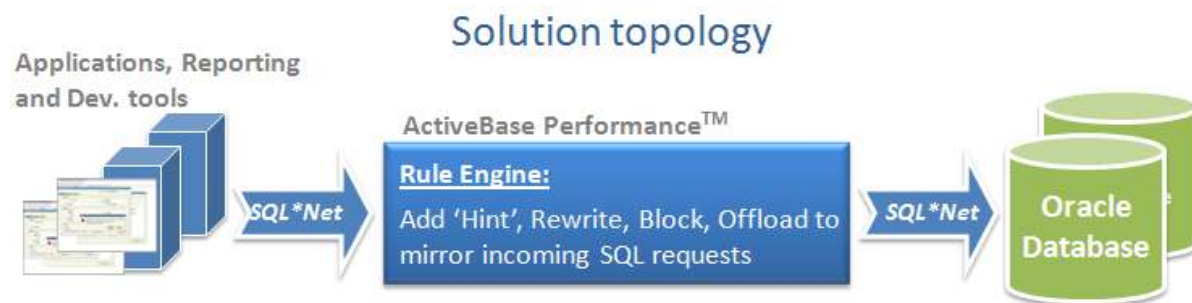 Solution topology
Applications, Reporting
and Dev. tools
ActiveBase Performance™
Rule Engine:
Add ‘Hint’, Rewrite, Block, Offload to
mirror incoming SQL requests
SQL*Net
SQL*Net
Oracle
Database